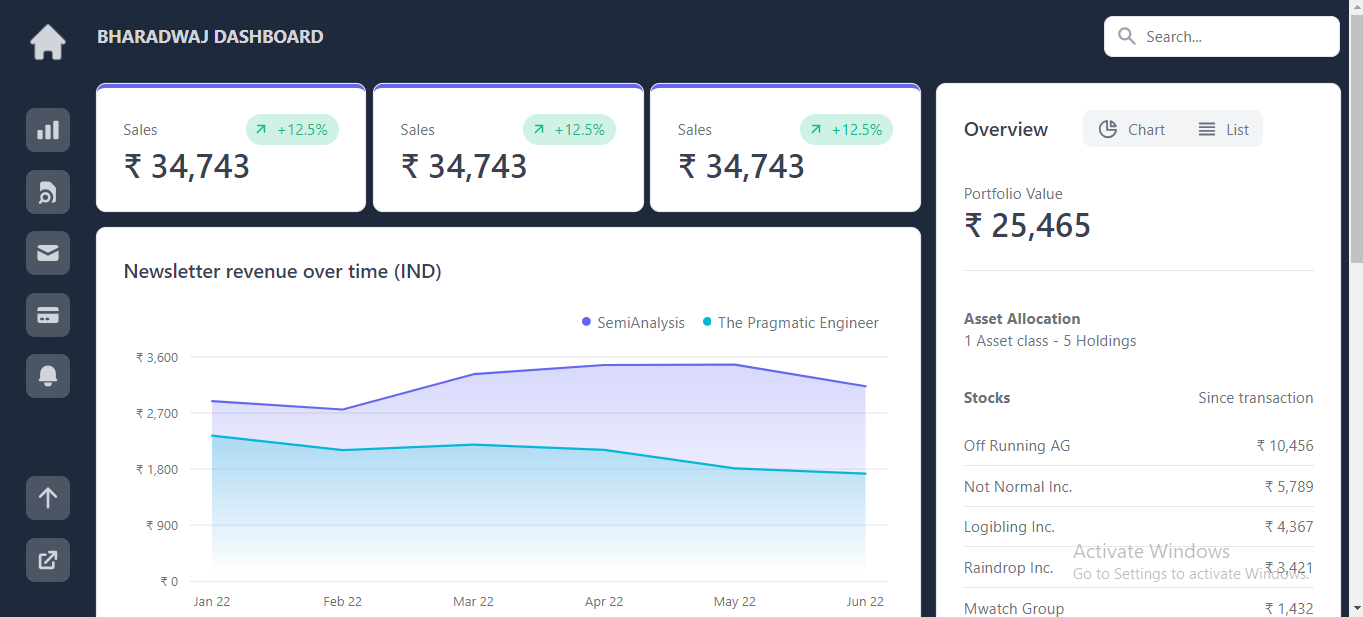 BHARADWAJ DASHBOARD
Search...
Sales
+12.5%
₹ 34,743
Sales
+12.5%
₹ 34,743
Sales
+12.5%
₹ 34,743
Newsletter revenue over time (IND)
SemiAnalysis
The Pragmatic Engineer
₹ 3,600
₹ 2,700
₹ 1,800
₹ 900
₹ 0
Jan 22
Feb 22
Mar 22
Apr 22
May 22
Jun 22
Overview
Chart
List
Portfolio Value
₹ 25,465
Asset Allocation
1 Asset class - 5 Holdings
Stocks
Since transaction
Off Running AG
₹ 10,456
Not Normal Inc.
₹ 5,789
Logibling Inc.
₹ 4,367
Raindrop Inc.
₹ 3,421
Mwatch Group
₹ 1,432
Activate Windows
Go to Settings to activate Windows.